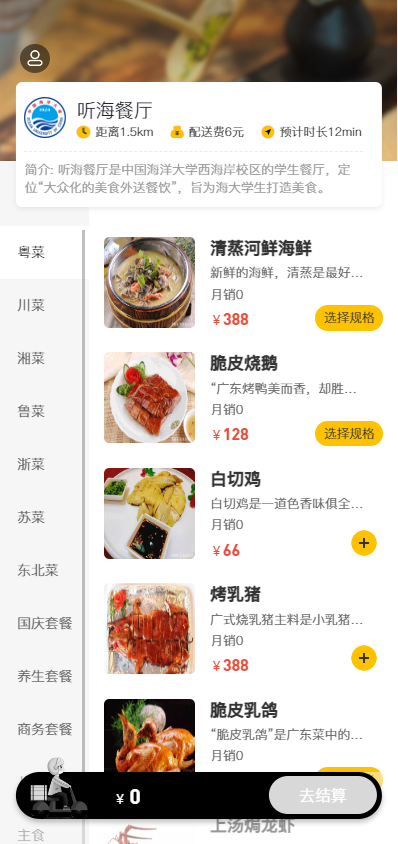 听海餐厅
距离1.5km 配送费6元 预计时长12min
简介: 听海餐厅是中国海洋大学西海岸校区的学生餐厅，定
位“大众化的美食外送餐饮”，旨为海大学生打造美食。
粤菜
川菜
湘菜
鲁菜
浙菜
苏菜
东北菜
国庆套餐
养生套餐
商务套餐
主食
清蒸河鲜海鲜
新鲜的海鲜，清蒸是最好...
月销0
￥388
选择规格
脆皮烧鹅
“广东烤鸭美而香，却胜...
月销0
￥128
选择规格
白切鸡
白切鸡是一道色香味俱全...
月销0
￥66
+
烤乳猪
广式烧乳猪主料是小乳猪...
月销0
￥388
+
脆皮乳鸽
“脆皮乳鸽”是广东菜中的...
月销0
上汤焗龙虾
￥ 0
去结算